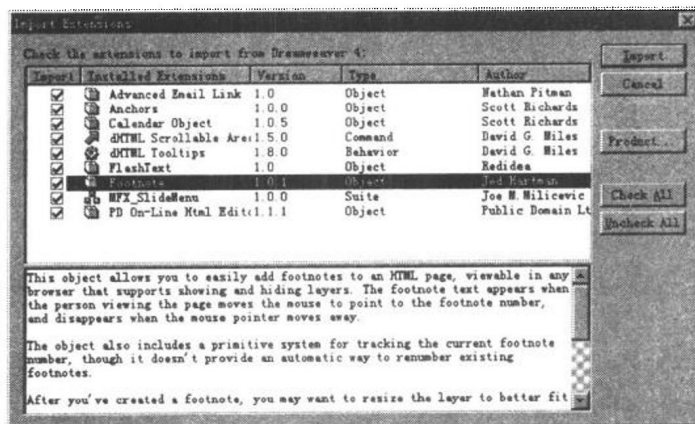 Import Extensions
Check the extensions to import from Dreamweaver 4:
Import Installed Extensions Version Type Author
Advanced Email Link 1.0 Object Nathan Pitman
Anchors 1.0.0 Object Scott Richards
Calendar Object 1.0.5 Object Scott Richards
dHTML Scrollable Area 1.5.0 Command David G. Miles
dHTML Tooltips 1.8.0 Behavior David G. Miles
FlashText 1.0 Object Redidea
Footnote 1.0.1 Object Jed Hartman
MFX_SlideMenu 1.0.0 Suite Joe M. Milicevic
PD On-Line Html Edit 1.1.1 Object Public Domain Lt
Import
Cancel
Product...
Check All
Uncheck All
This object allows you to easily add footnotes to an HTML page, viewable in any
browser that supports showing and hiding layers. The footnote text appears when
the person viewing the page moves the mouse to point to the footnote number,
and disappears when the mouse pointer moves away.
The object also includes a primitive system for tracking the current footnote
number, though it doesn't provide an automatic way to renumber existing
footnotes.
After you've created a footnote, you may want to resize the layer to better fit